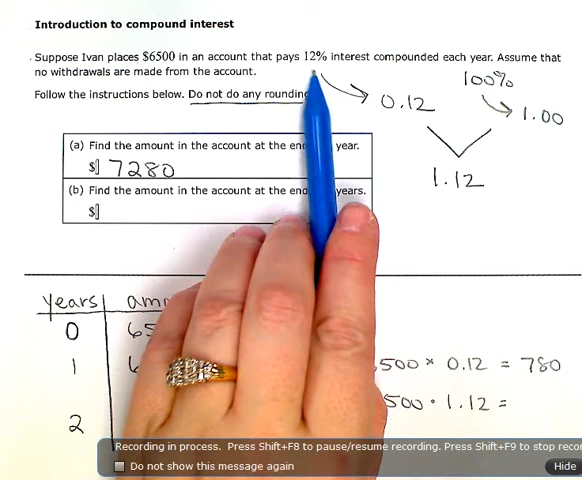 Introduction to compound interest
Suppose Ivan places $6500 in an account that pays 12% interest compounded each year. Assume that
no withdrawals are made from the account.
100%
Follow the instructions below. Do not do any rounding
0.12
1.00
1.12
(a) Find the amount in the account at the en year.
$ 7280
(b) Find the amount in the account at the end years.
$
years am
0 65
1 6 500 × 0.12 = 780
500 · 1.12 =
2
Recording in process. Press Shift+F8 to pause/resume recording. Press Shift+F9 to stop recor
Do not show this message again Hide